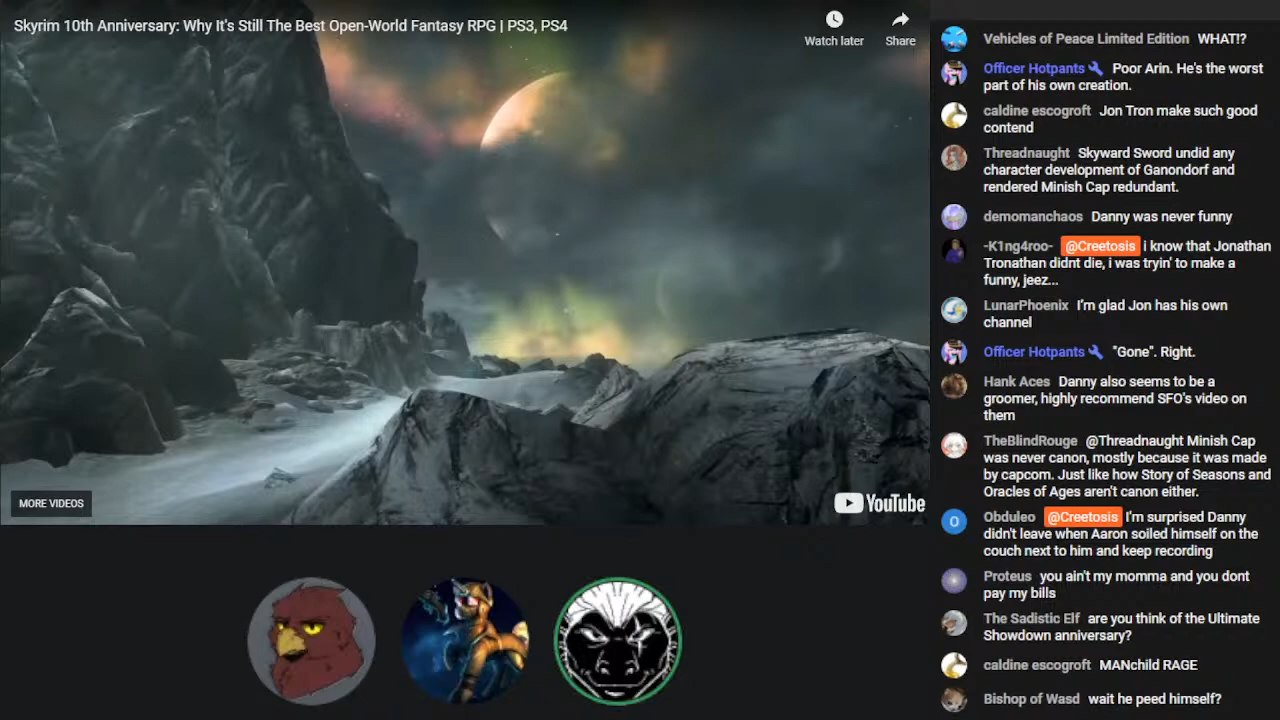 Skyrim 10th Anniversary: Why It's Still The Best Open-World Fantasy RPG | PS3, PS4
Watch later
Share
MORE VIDEOS
YouTube
Vehicles of Peace Limited Edition WHAT!?
Officer Hotpants Poor Arin. He's the worst
part of his own creation.
caldine escogroft Jon Tron make such good
contend
Threadnaught Skyward Sword undid any
character development of Ganondorf and
rendered Minish Cap redundant.
demomanchaos Danny was never funny
-K1ng4roo- @Creetosis i know that Jonathan
Tronathan didnt die, i was tryin' to make a
funny, jeez...
LunarPhoenix I'm glad Jon has his own
channel
Officer Hotpants "Gone". Right.
Hank Aces Danny also seems to be a
groomer, highly recommend SFO's video on
them
TheBlindRouge @Threadnaught Minish Cap
was never canon, mostly because it was made
by capcom. Just like how Story of Seasons and
Oracles of Ages aren't canon either.
O
Obduleo @Creetosis I'm surprised Danny
didn't leave when Aaron soiled himself on the
couch next to him and keep recording
Proteus you ain't my momma and you dont
pay my bills
The Sadistic Elf are you think of the Ultimate
Showdown anniversary?
caldine escogroft MANchild RAGE
Bishop of Wasd wait he peed himself?